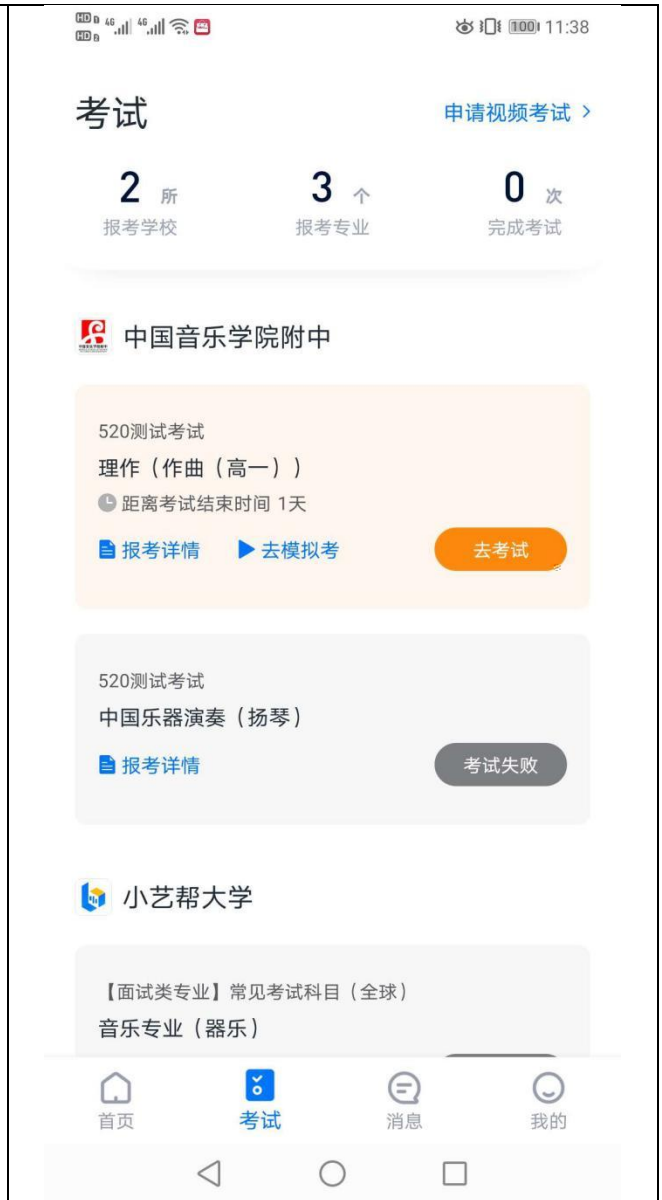 HD 46 46 100 11:38
HD
考试 申请视频考试 >
2 所 3 个 0 次
报考学校 报考专业 完成考试
中国音乐学院附中
520测试考试
理作（作曲（高一））
距离考试结束时间 1天
报考详情 去模拟考 去考试
520测试考试
中国乐器演奏（扬琴）
报考详情 考试失败
小艺帮大学
【面试类专业】常见考试科目（全球）
音乐专业（器乐）
首页 考试 消息 我的